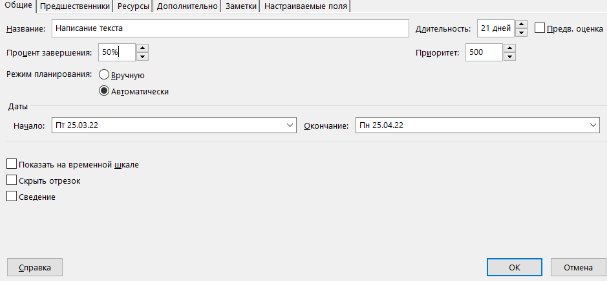 Общие Предшественники Ресурсы Дополнительно Заметки Настраиваемые поля
Название: Написание текста Длительность: 21 дней Предв. оценка
Процент завершения: 50% Приоритет: 500
Режим планирования: Вручную
Автоматически
Даты
Начало: Пт 25.03.22 Окончание: Пн 25.04.22
Показать на временной шкале
Скрыть отрезок
Сведение
Справка ОК Отмена